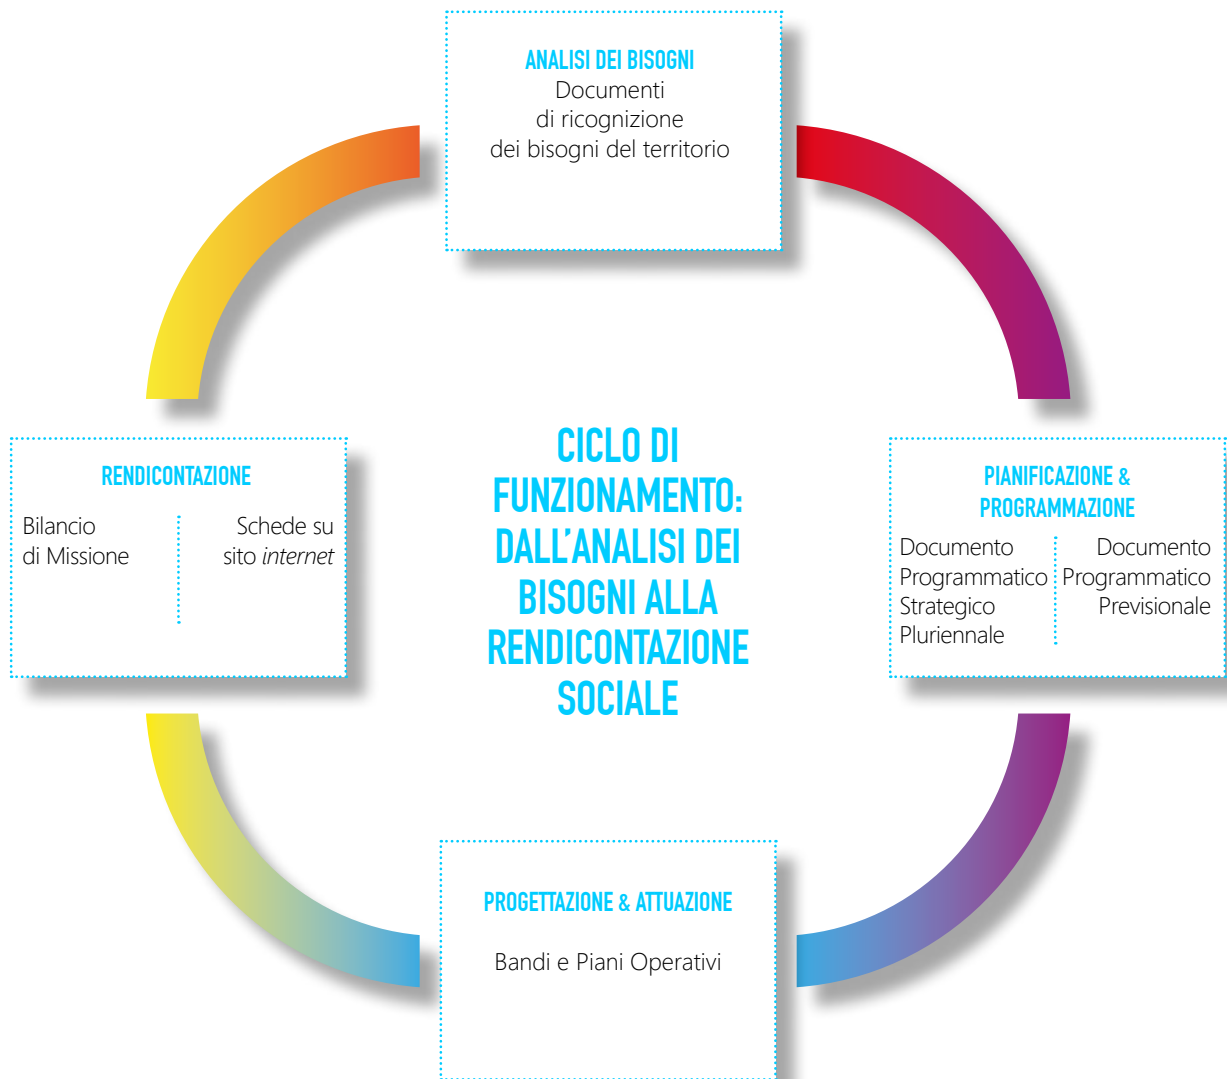 ANALISI DEI BISOGNI
Documenti
di ricognizione
dei bisogni del territorio
RENDICONTAZIONE
Bilancio
di Missione
Schede su
sito internet
CICLO DI
FUNZIONAMENTO:
DALL'ANALISI DEI
BISOGNI ALLA
RENDICONTAZIONE
SOCIALE
PIANIFICAZIONE &
PROGRAMMAZIONE
Documento
Programmatico
Strategico
Pluriennale
Documento
Programmatico
Previsionale
PROGETTAZIONE & ATTUAZIONE
Bandi e Piani Operativi